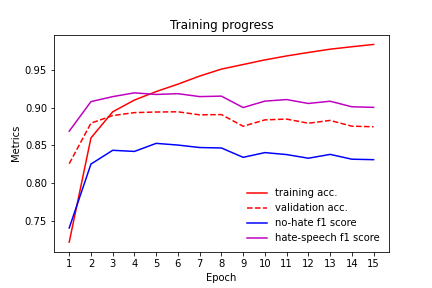 Training progress
Metrics
0.95
0.90
0.85
0.80
0.75
training acc.
validation acc.
no-hate f1 score
hate-speech f1 score
1 2 3 4 5 6 7 8 9 10 11 12 13 14 15
Epoch